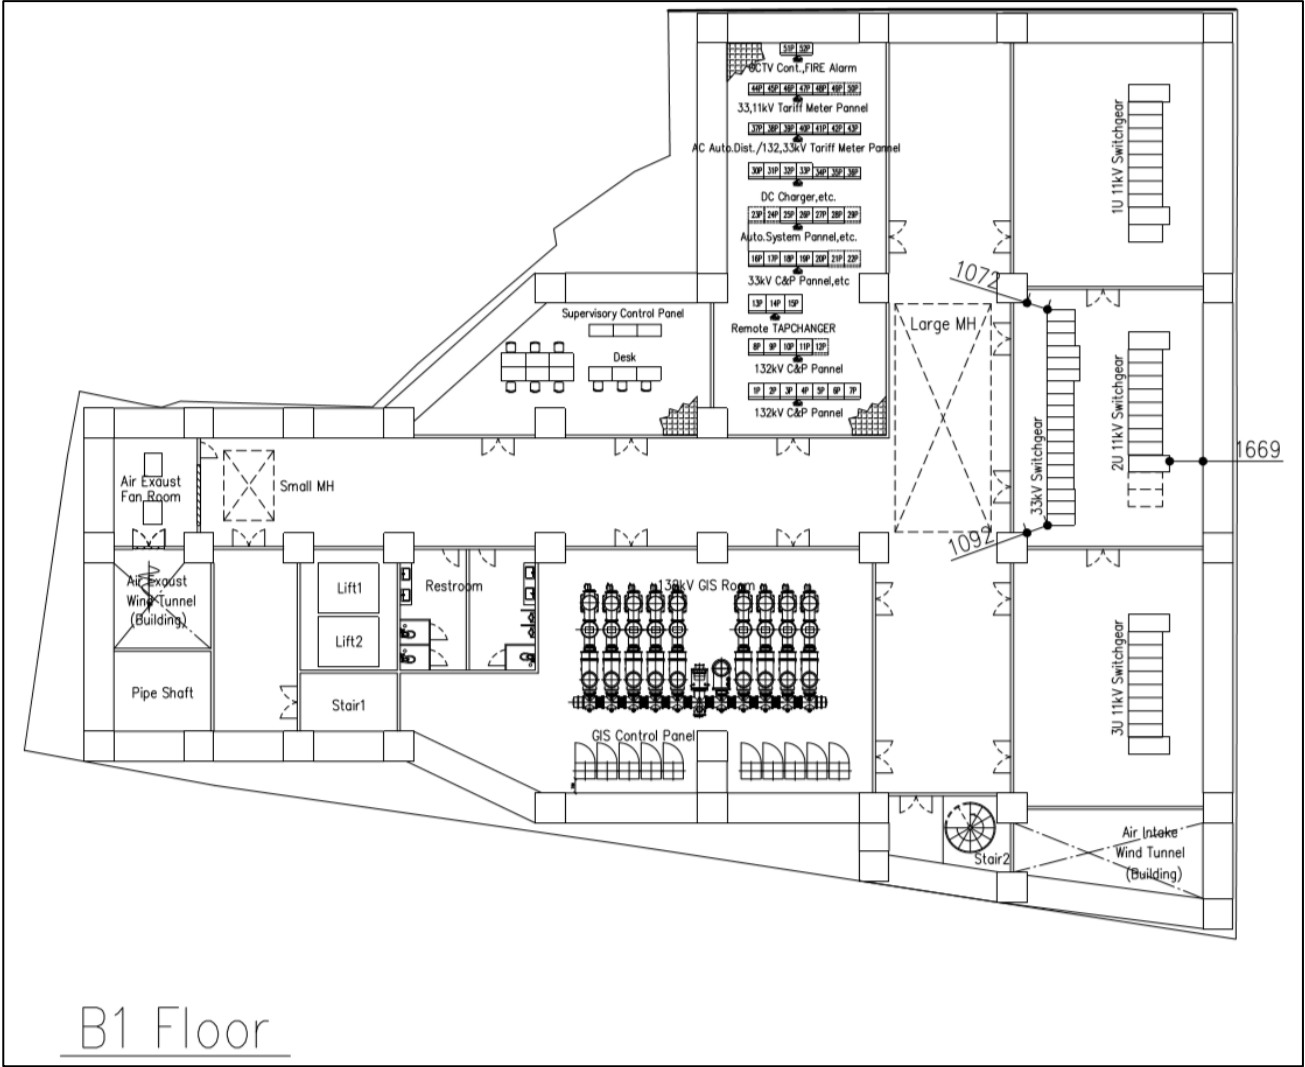 51P 52P
CCTV Cont.,FIRE Alarm
44P 45P 46P 47P 48P 49P 50P
33,11kV Tariff Meter Pannel
37P 38P 39P 40P 41P 42P 43P
AC Auto.Dist./132,33kV Tariff Meter Pannel
30P 31P 32P 33P 34P 35P 36P
DC Charger,etc.
23P 24P 25P 26P 27P 28P 29P
Auto.System Pannel,etc.
16P 17P 18P 19P 20P 21P 22P
33kV C&P Pannel,etc
13P 14P 15P
Remote TAPCHANGER
8P 9P 10P 11P 12P
132kV C&P Pannel
1P 2P 3P 4P 5P 6P 7P
132kV C&P Pannel
1U 11kV Switchgear
1072
Large MH
Supervisory Control Panel
Desk
2U 11kV Switchgear
33kV Switchgear
1669
1092
Air Exaust
Fan Room
Small MH
Air Exoust
Wind Tunnel
(Building)
Lift1
Lift2
Restroom
132kV GIS Room
Pipe Shaft
Stair1
GIS Control Panel
3U 11kV Switchgear
Stair2
Air Intake
Wind Tunnel
(Building)
B1 Floor